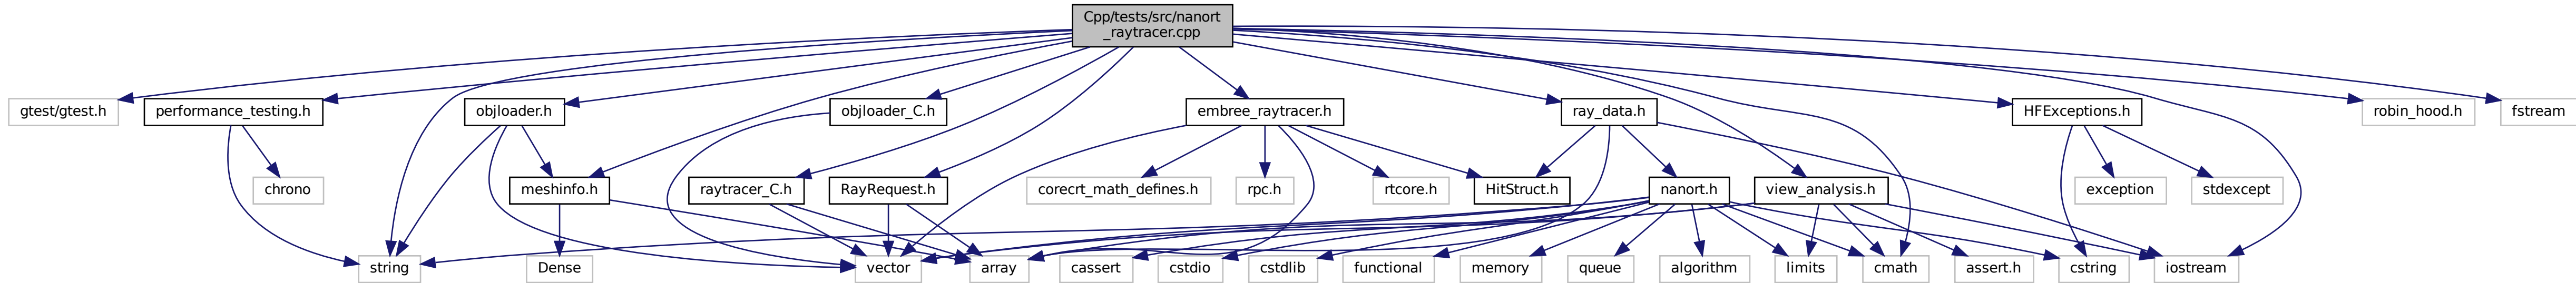 Cpp/tests/src/nanort
_raytracer.cpp
gtest/gtest.h
performance_testing.h
objloader.h
objloader_C.h
embree_raytracer.h
ray_data.h
HFExceptions.h
robin_hood.h
fstream
chrono
meshinfo.h
raytracer_C.h
RayRequest.h
corecrt_math_defines.h
rpc.h
rtcore.h
HitStruct.h
nanort.h
view_analysis.h
exception
stdexcept
string
Dense
vector
array
cassert
cstdio
cstdlib
functional
memory
queue
algorithm
limits
cmath
assert.h
cstring
iostream